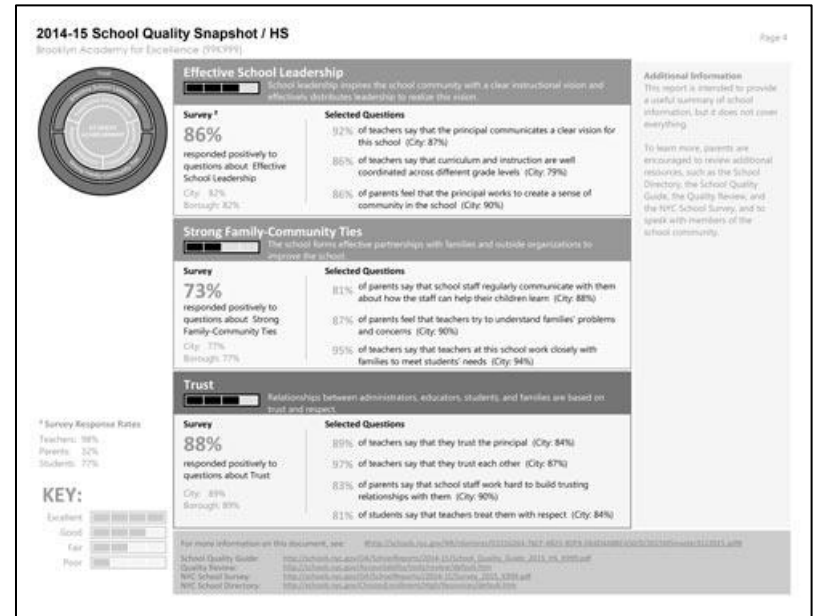 2014-15 School Quality Snapshot / HS
Brooklyn Academy for Excellence (99K999)
Page 4
Effective School Leadership
School leadership inspires the school community with a clear instructional vision and
effectively distributes leadership to realize this vision.
Survey
86%
responded positively to
questions about Effective
School Leadership
City: 82%
Borough: 82%
Selected Questions
92% of teachers say that the principal communicates a clear vision for
this school (City: 87%)
86% of teachers say that curriculum and instruction are well
coordinated across different grade levels (City: 79%)
86% of parents feel that the principal works to create a sense of
community in the school (City: 90%)
Strong Family-Community Ties
The school forms effective partnerships with families and outside organizations to
improve the school.
Survey
73%
responded positively to
questions about Strong
Family-Community Ties
City: 77%
Borough: 77%
Selected Questions
81% of parents say that school staff regularly communicate with them
about how the staff can help their children learn (City: 88%)
87% of parents feel that teachers try to understand families' problems
and concerns (City: 90%)
95% of teachers say that teachers at this school work closely with
families to meet students' needs (City: 94%)
Trust
Relationships between administrators, educators, students, and families are based on
trust and respect.
Survey
88%
responded positively to
questions about Trust
City: 89%
Borough: 89%
Selected Questions
89% of teachers say that they trust the principal (City: 84%)
97% of teachers say that they trust each other (City: 87%)
83% of parents say that school staff work hard to build trusting
relationships with them (City: 90%)
81% of students say that teachers treat them with respect (City: 84%)
Additional Information
This report is intended to provide
a useful summary of school
information, but it does not cover
everything.
To learn more, parents are
encouraged to review additional
resources, such as the School
Directory, the School Quality
Guide, the Quality Review, and
the NYC School Survey, and to
speak with members of the
school community.
Survey Response Rates
Teachers: 98%
Parents: 32%
Students: 77%
KEY:
Excellent
Good
Fair
Poor
For more information on this document, see:
School Quality Guide:
Quality Review:
NYC School Survey:
NYC School Directory: